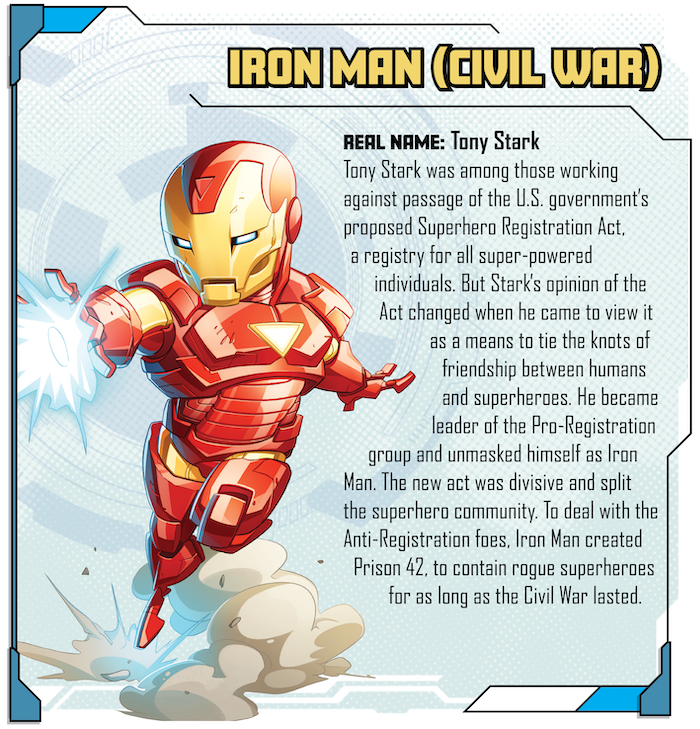 IRON MAN (CIVIL WAR)
REAL NAME: Tony Stark
Tony Stark was among those working
against passage of the U.S. government's
proposed Superhero Registration Act,
a registry for all super-powered
individuals. But Stark's opinion of the
Act changed when he came to view it
as a means to tie the knots of
friendship between humans
and superheroes. He became
leader of the Pro-Registration
group and unmasked himself as Iron
Man. The new act was divisive and split
the superhero community. To deal with the
Anti-Registration foes, Iron Man created
Prison 42, to contain rogue superheroes
for as long as the Civil War lasted.